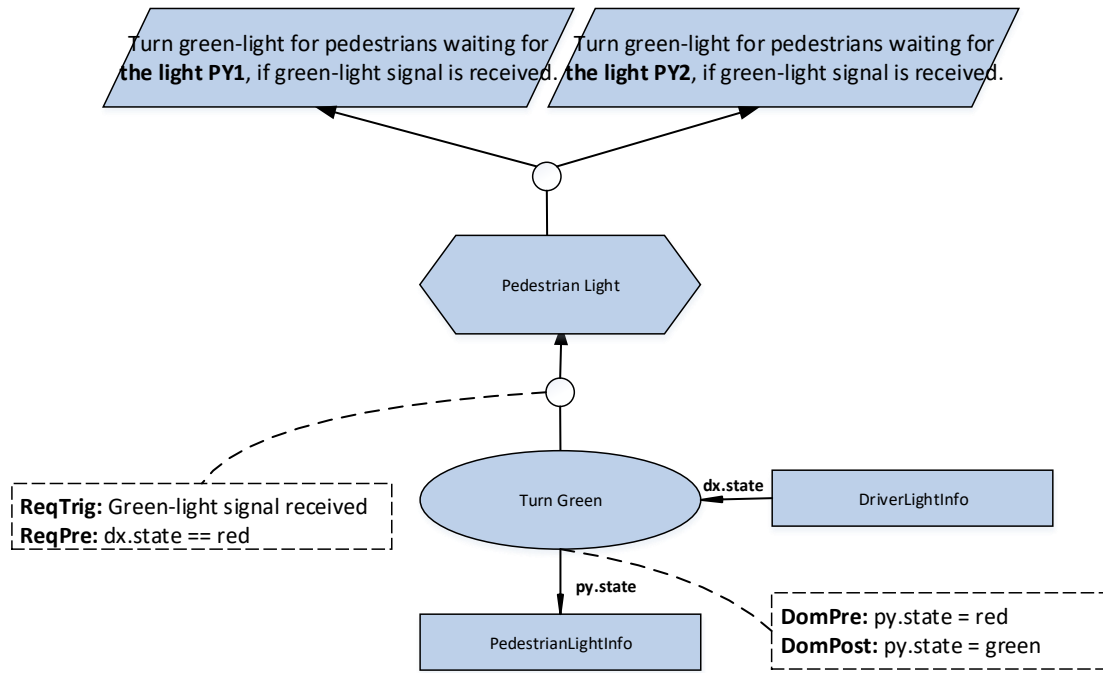 Turn green-light for pedestrians waiting for
the light PY1, if green-light signal is received.
Turn green-light for pedestrians waiting for
the light PY2, if green-light signal is received.
Pedestrian Light
ReqTrig: Green-light signal received
ReqPre: dx.state == red
Turn Green
dx.state
DriverLightInfo
py.state
PedestrianLightInfo
DomPre: py.state = red
DomPost: py.state = green